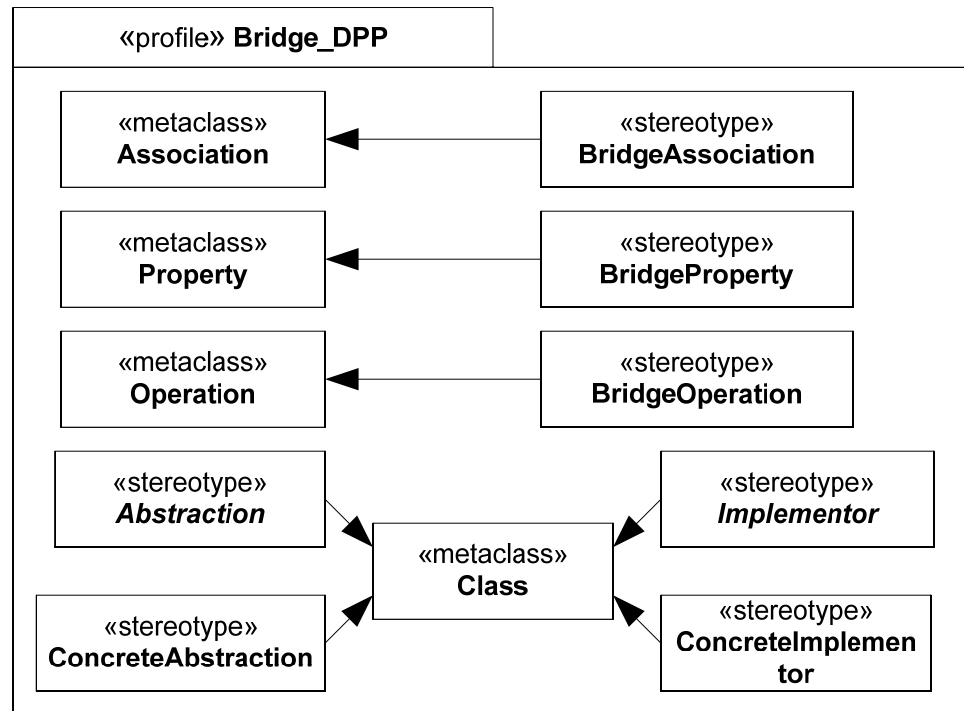 «profile» Bridge_DPP
«metaclass»
Association
«stereotype»
BridgeAssociation
«metaclass»
Property
«stereotype»
BridgeProperty
«metaclass»
Operation
«stereotype»
BridgeOperation
«stereotype»
Abstraction
«stereotype»
Implementor
«metaclass»
Class
«stereotype»
ConcreteAbstraction
«stereotype»
ConcreteImplemen
tor